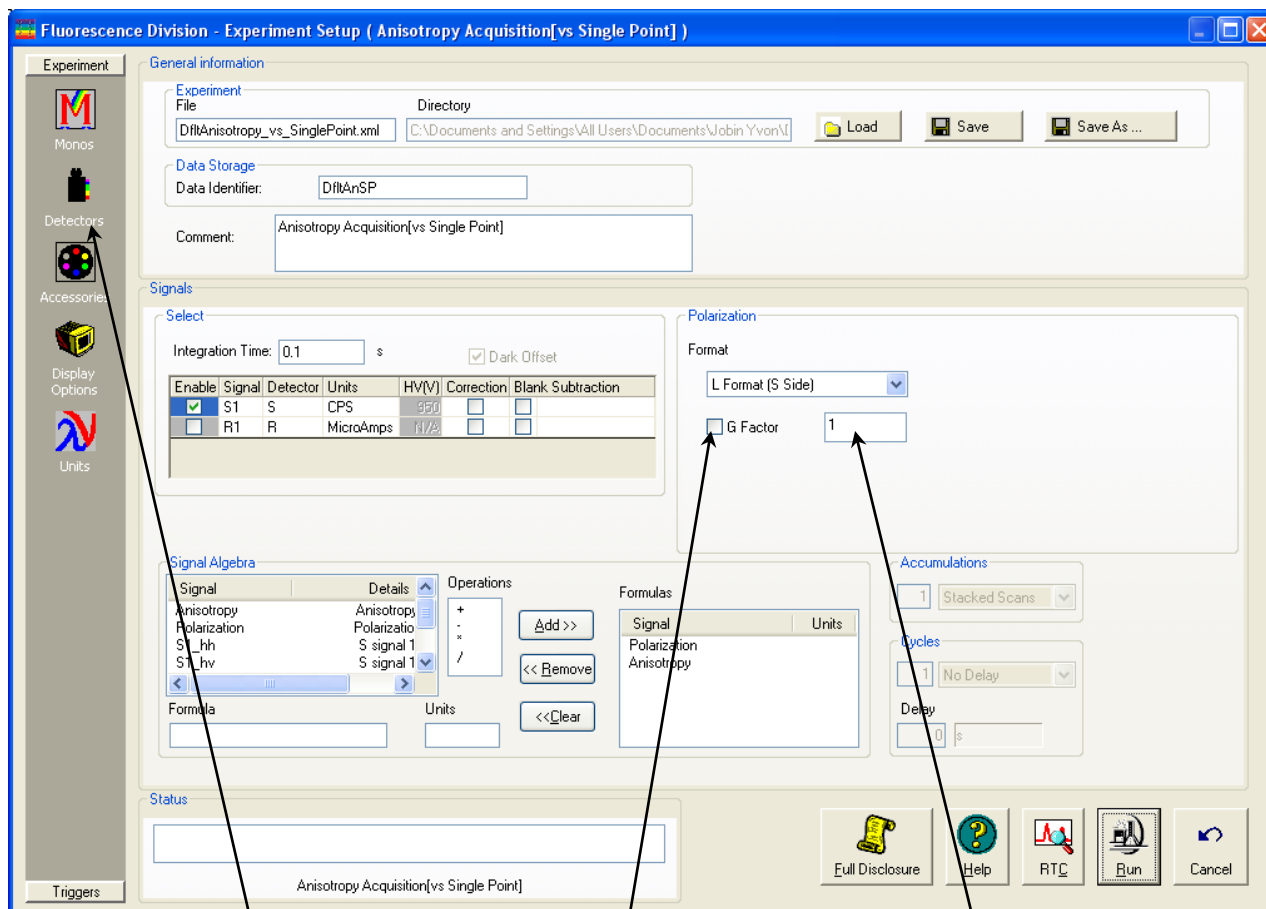 Fluorescence Division - Experiment Setup ( Anisotropy Acquisition[vs Single Point] )
Experiment
Monos
Detectors
Accessories
Display
Options
Units
Triggers
General information
Experiment
File
Directory
DfltAnisotropy_vs_SinglePoint.xml
C:\Documents and Settings\All Users\Documents\Jobin Yvon\
Load
Save
Save As ...
Data Storage
Data Identifier:
DfltAnSP
Comment:
Anisotropy Acquisition[vs Single Point]
Signals
Select
Integration Time: 0.1 s
Dark Offset
Enable Signal Detector Units HV(V) Correction Blank Subtraction
S1 S CPS 950
R1 R MicroAmps N/A
Polarization
Format
L Format (S Side)
G Factor 1
Signal Algebra
Signal Details
Anisotropy Anisotropy
Polarization Polarizatio
S1_hh S signal 1
S1_hv S signal 1
Operations
+
-
*
/
Add >>
<< Remove
<<Clear
Formula
Units
Formulas
Signal Units
Polarization
Anisotropy
Accumulations
1 Stacked Scans
Cycles
1 No Delay
Delay
0 s
Status
Anisotropy Acquisition[vs Single Point]
Full Disclosure
Help
RTC
Run
Cancel